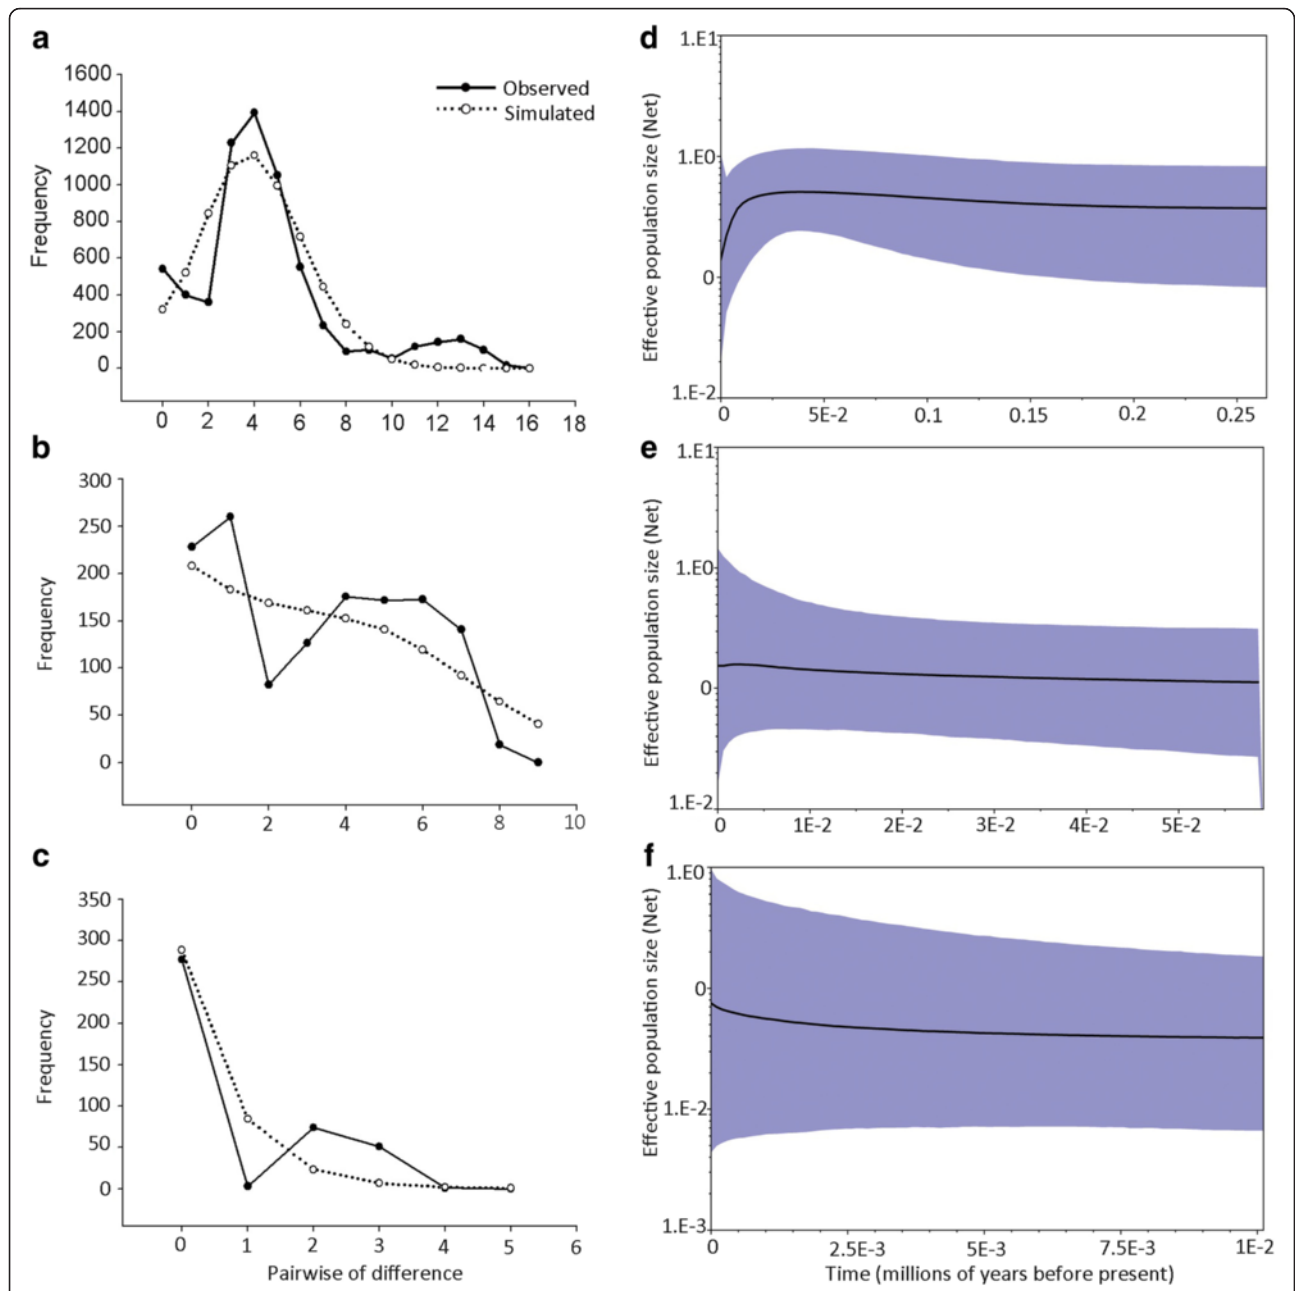 a
1600
1400
1200
1000
800
600
400
200
0
Frequency
Observed
Simulated
0 2 4 6 8 10 12 14 16 18
b
300
250
200
150
100
50
0
Frequency
0 2 4 6 8 10
c
350
300
250
200
150
100
50
0
Frequency
0 1 2 3 4 5 6
Pairwise of difference
d
1.E1
1.E0
0
1.E-2
Effective population size (Net)
0 5E-2 0.1 0.15 0.2 0.25
e
1.E1
1.E0
0
1.E-2
Effective population size (Net)
0 1E-2 2E-2 3E-2 4E-2 5E-2
f
1.E0
0
1.E-2
1.E-3
Effective population size (Net)
0 2.5E-3 5E-3 7.5E-3 1E-2
Time (millions of years before present)